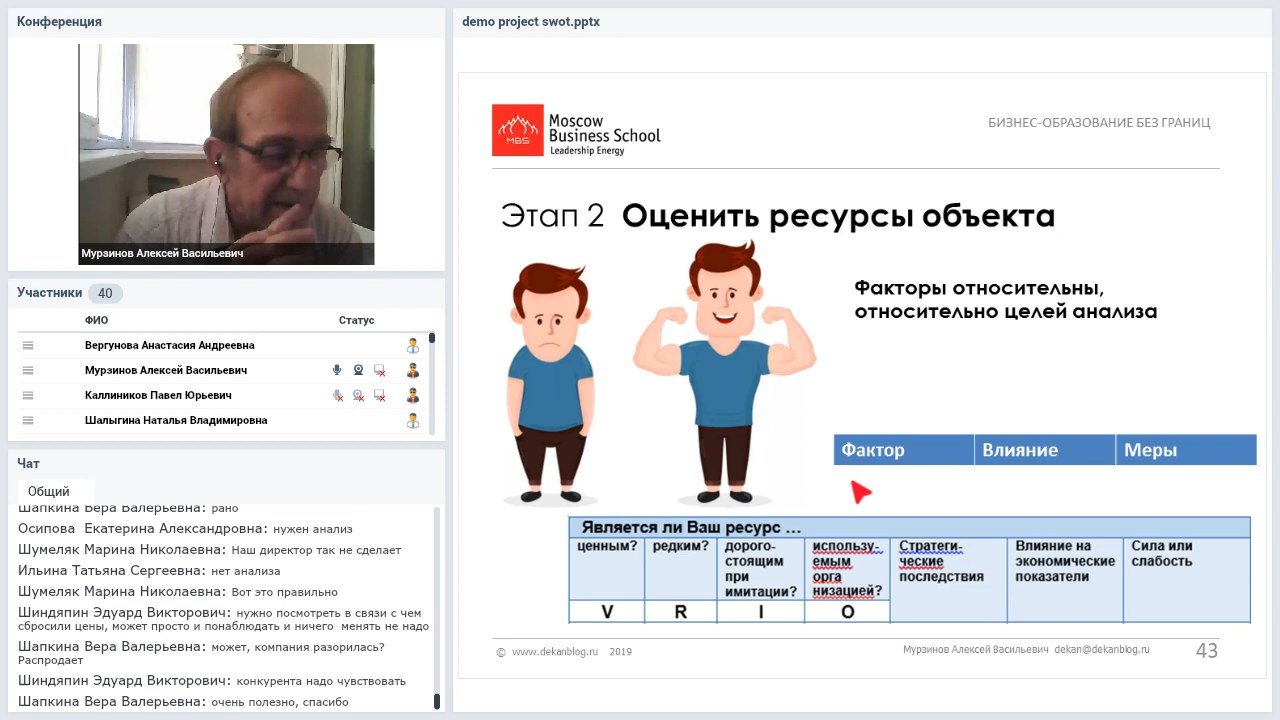 Конференция
Мурзинов Алексей Васильевич
Участники 40
ФИО Статус
Вергунова Анастасия Андреевна
Мурзинов Алексей Васильевич
Каллиников Павел Юрьевич
Шалыгина Наталья Владимировна
Чат
Общий
Шапкина Вера Валерьевна: рано
Осипова Екатерина Александровна: нужен анализ
Шумеляк Марина Николаевна: Наш директор так не сделает
Ильина Татьяна Сергеевна: нет анализа
Шумеляк Марина Николаевна: Вот это правильно
Шиндяпин Эдуард Викторович: нужно посмотреть в связи с чем
сбросили цены, может просто и понаблюдать и ничего менять не надо
Шапкина Вера Валерьевна: может, компания разорилась?
Распродает
Шиндяпин Эдуард Викторович: конкурента надо чувствовать
Шапкина Вера Валерьевна: очень полезно, спасибо
demo project swot.pptx
MBS
Moscow
Business School
Leadership Energy
БИЗНЕС-ОБРАЗОВАНИЕ БЕЗ ГРАНИЦ
Этап 2 Оценить ресурсы объекта
Факторы относительны,
относительно целей анализа
Фактор Влияние Меры
Является ли Ваш ресурс ...
ценным? редким? дорого- использу- Стратеги- Влияние на Сила или
стоящим емым ческие экономические слабость
при орга последствия показатели
имитации? низацией?
V R I O
© www.dekanblog.ru 2019
Мурзинов Алексей Васильевич dekan@dekanblog.ru
43